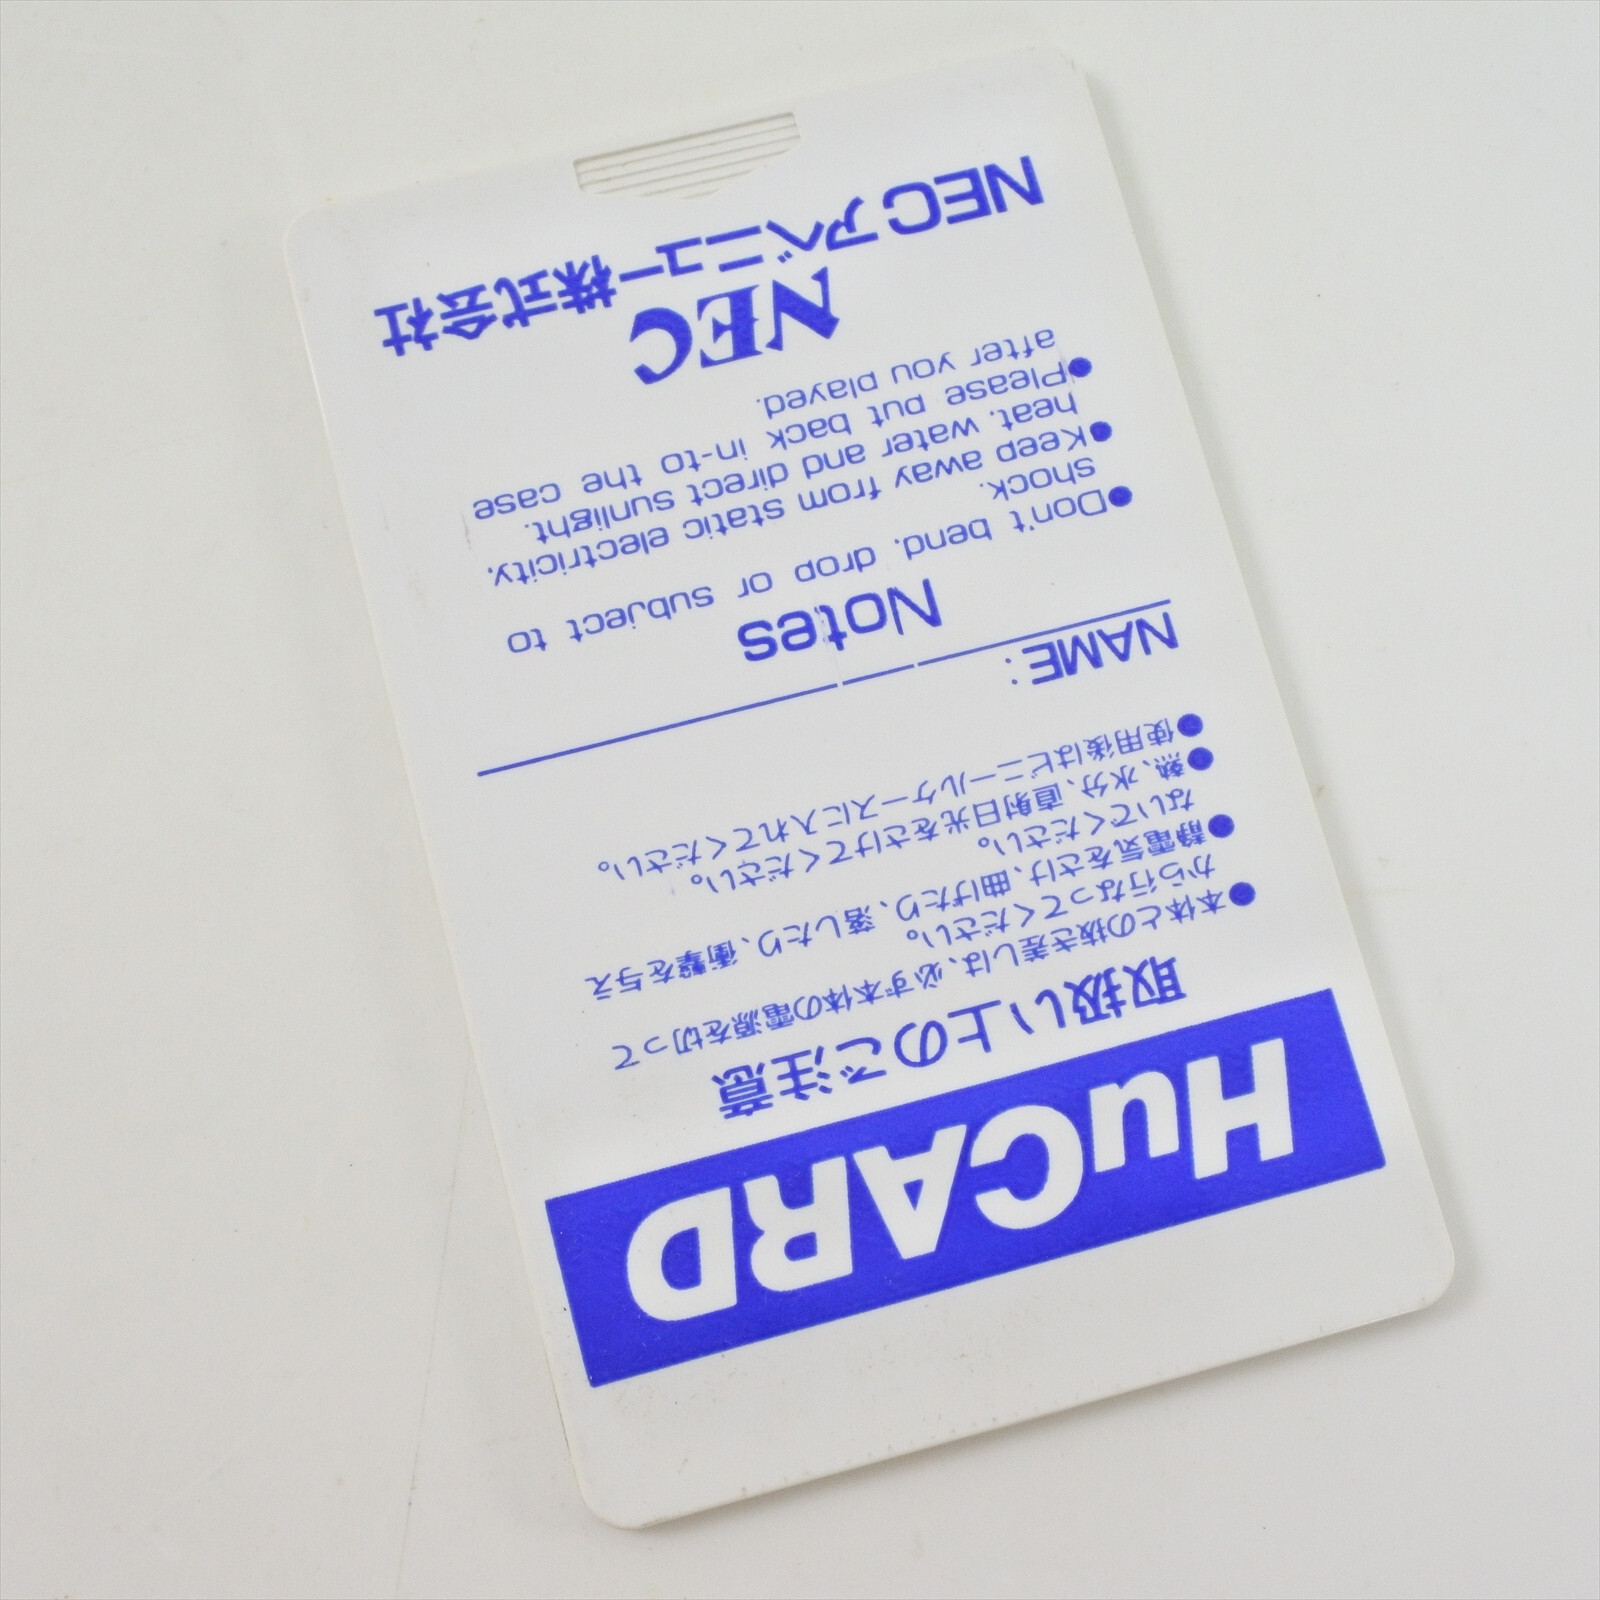 HuCARD
取扱い上のご注意
●本体との抜き差しは、必ず本体の電源を切って
から行なってください。
●静電気をさけ、曲げたり、落したり、衝撃を与え
ないでください。
●熱、水分、直射日光をさけてください。
●使用後はビニールケースに入れてください。
NAME:
Notes
●Don't bend, drop or subject to
shock.
●Keep away from static electricity,
heat, water and direct sunlight.
●Please put back in-to the case
after you played.
NEC
NECアベニュー株式会社